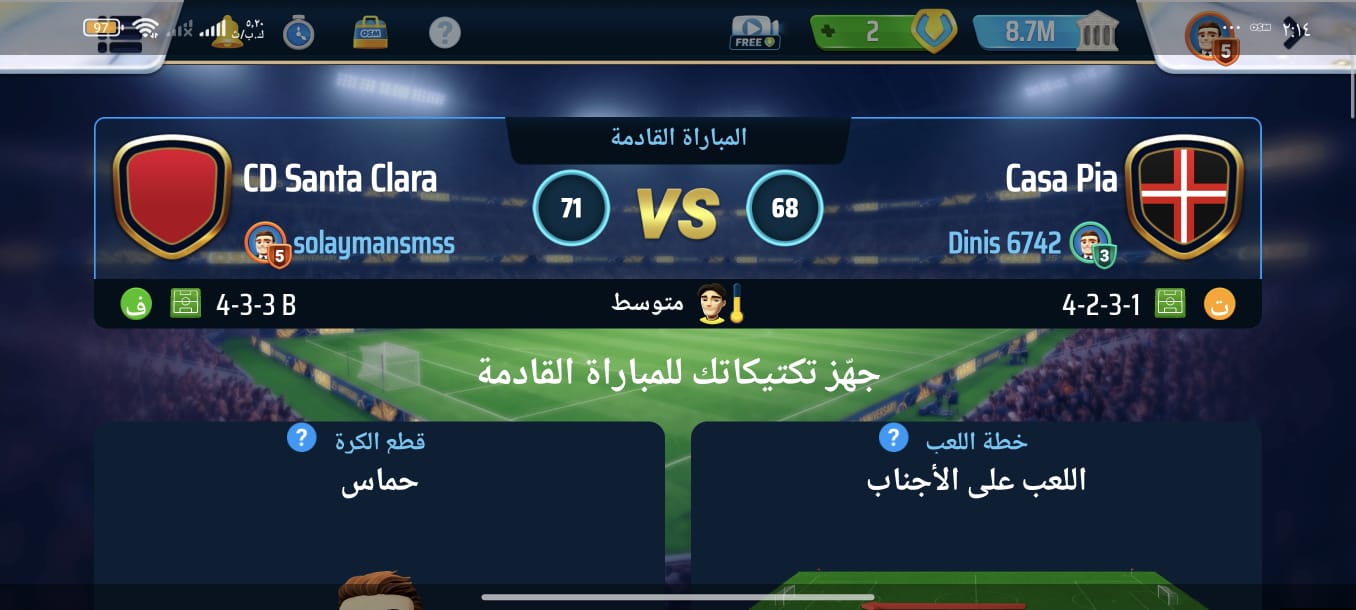 97
٥,٢٠
ك.ب/ث
OSM
?
FREE
2
8.7M
5
... OSM ٢:١٤
المباراة القادمة
CD Santa Clara
71
VS
68
Casa Pia
5 solaymansmss
Dinis 6742 3
ف 4-3-3 B
متوسط
4-2-3-1 ت
جهّز تكتيكاتك للمباراة القادمة
خطة اللعب ?
اللعب على الأجناب
قطع الكرة ?
حماس